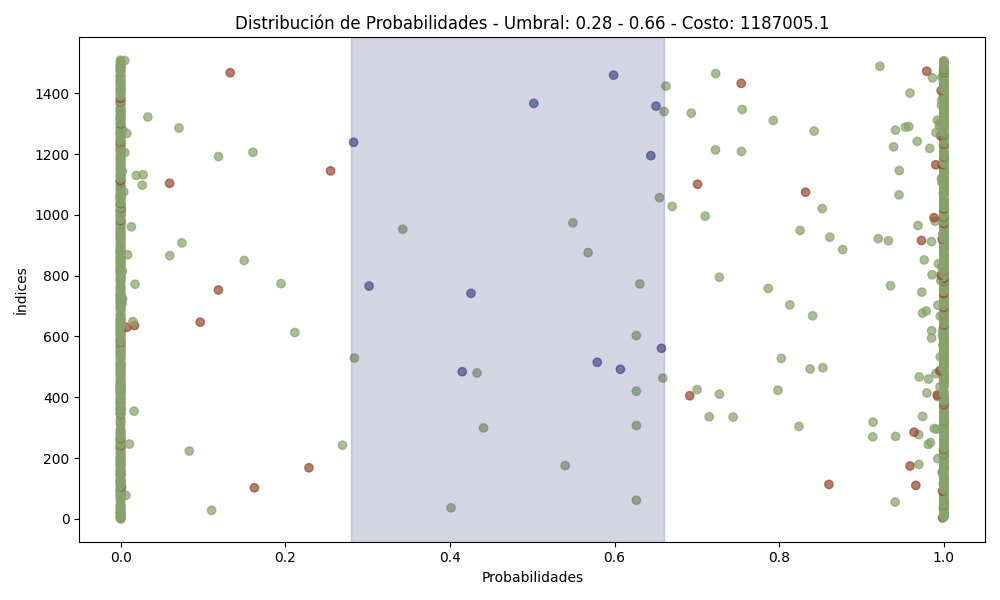 Distribución de Probabilidades - Umbral: 0.28 - 0.66 - Costo: 1187005.1
Índices
1400
1200
1000
800
600
400
200
0
0.0 0.2 0.4 0.6 0.8 1.0
Probabilidades